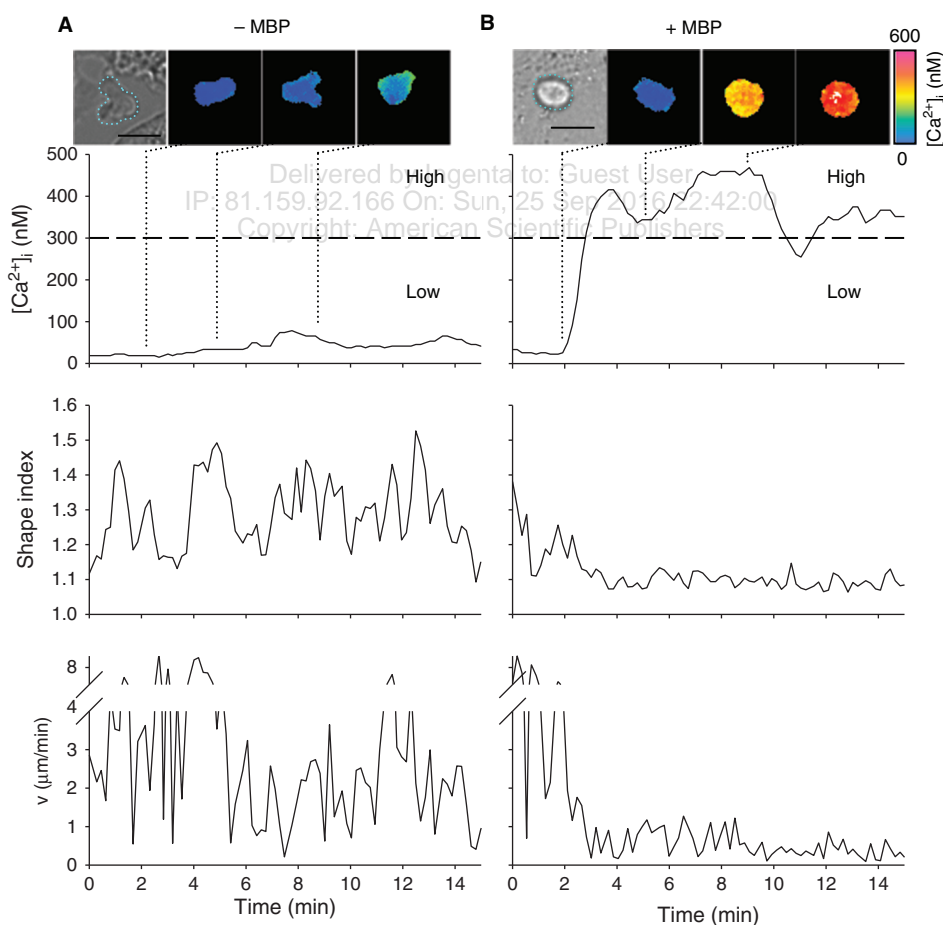 A
– MBP
B
+ MBP
600
[Ca²⁺]ᵢ (nM)
0
500
400
300
200
100
0
[Ca²⁺]ᵢ (nM)
High
Low
High
Low
Delivered by Ingenta to: Guest User
IP: 81.159.92.166 On: Sun, 25 Sep 2016 22:42:00
Copyright: American Scientific Publishers
1.6
1.5
1.4
1.3
1.2
1.1
1.0
Shape index
8
4
3
2
1
0
v (μm/min)
0 2 4 6 8 10 12 14
Time (min)
0 2 4 6 8 10 12 14
Time (min)